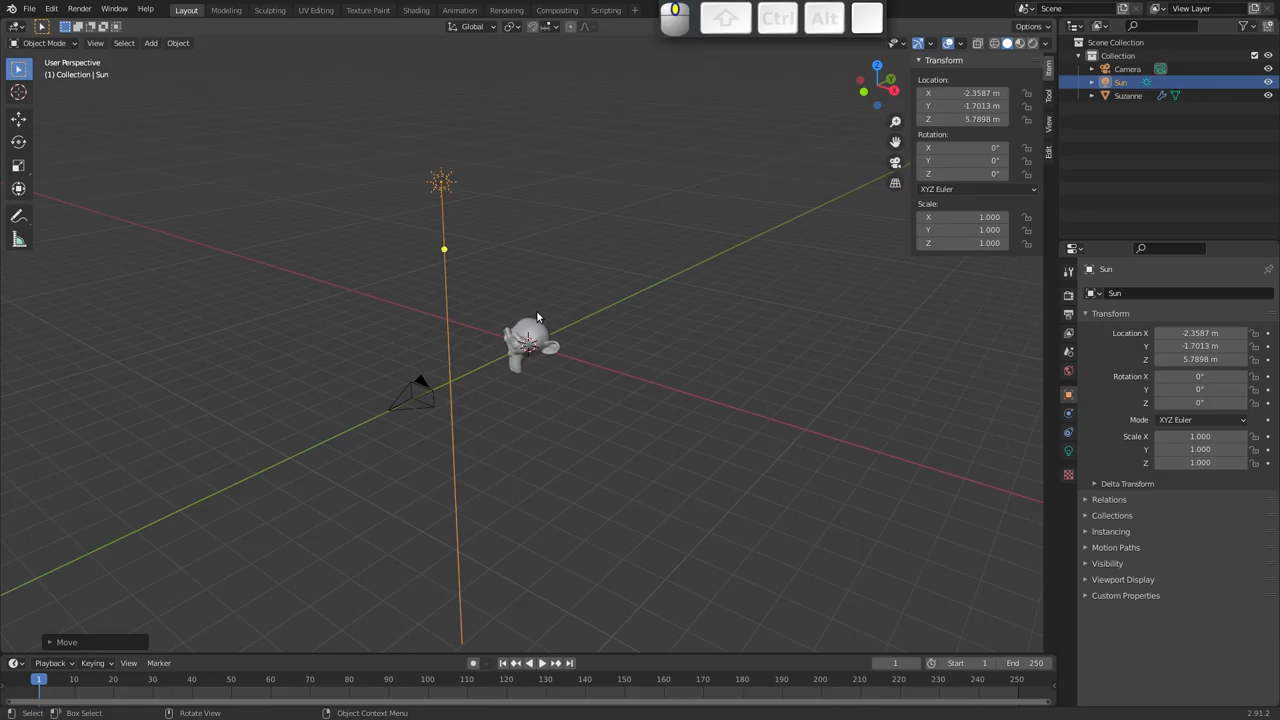 File Edit Render Window Help Layout Modeling Sculpting UV Editing Texture Paint Shading Animation Rendering Compositing Scripting Scene View Layer
Ctrl Alt
Global Options
Object Mode View Select Add Object
User Perspective
(1) Collection | Sun
Z
Y
X
Transform
Location:
X -2.3587 m
Y -1.7013 m
Z 5.7898 m
Rotation:
X 0°
Y 0°
Z 0°
XYZ Euler
Scale:
X 1.000
Y 1.000
Z 1.000
Item
Tool
View
Edit
Scene Collection
Collection
Camera
Sun
Suzanne
Sun
Sun
Transform
Location X -2.3587 m
Y -1.7013 m
Z 5.7898 m
Rotation X 0°
Y 0°
Z 0°
Mode XYZ Euler
Scale X 1.000
Y 1.000
Z 1.000
Delta Transform
Relations
Collections
Instancing
Motion Paths
Visibility
Viewport Display
Custom Properties
Move
Playback Keying View Marker 1 Start 1 End 250
1 10 20 30 40 50 60 70 80 90 100 110 120 130 140 150 160 170 180 190 200 210 220 230 240 250
Select Box Select Rotate View Object Context Menu 2.91.2